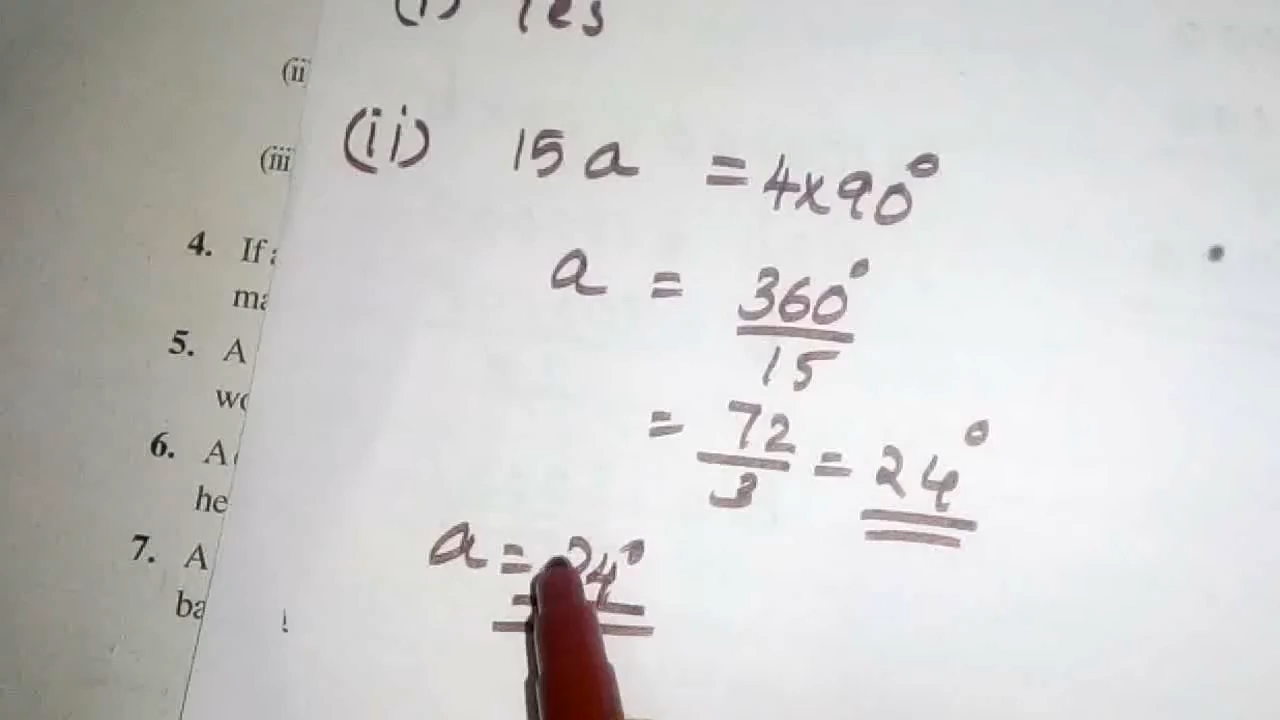 (i) Yes
(ii)
(iii
(ii) 15a = 4x90°
4. If
a = 360°
ma
15
5. A
wo
= 72 = 24°
3
6. A
he
7. A
a = 24°
ba